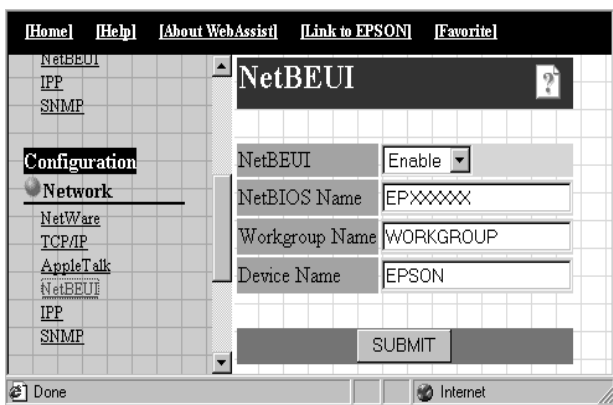 [Home] [Help] [About WebAssist] [Link to EPSON] [Favorite]
NetBEUI
IPP
SNMP
Configuration
Network
NetWare
TCP/IP
AppleTalk
NetBEUI
IPP
SNMP
NetBEUI
?
NetBEUI Enable
NetBIOS Name EPXXXXXX
Workgroup Name WORKGROUP
Device Name EPSON
SUBMIT
Done Internet